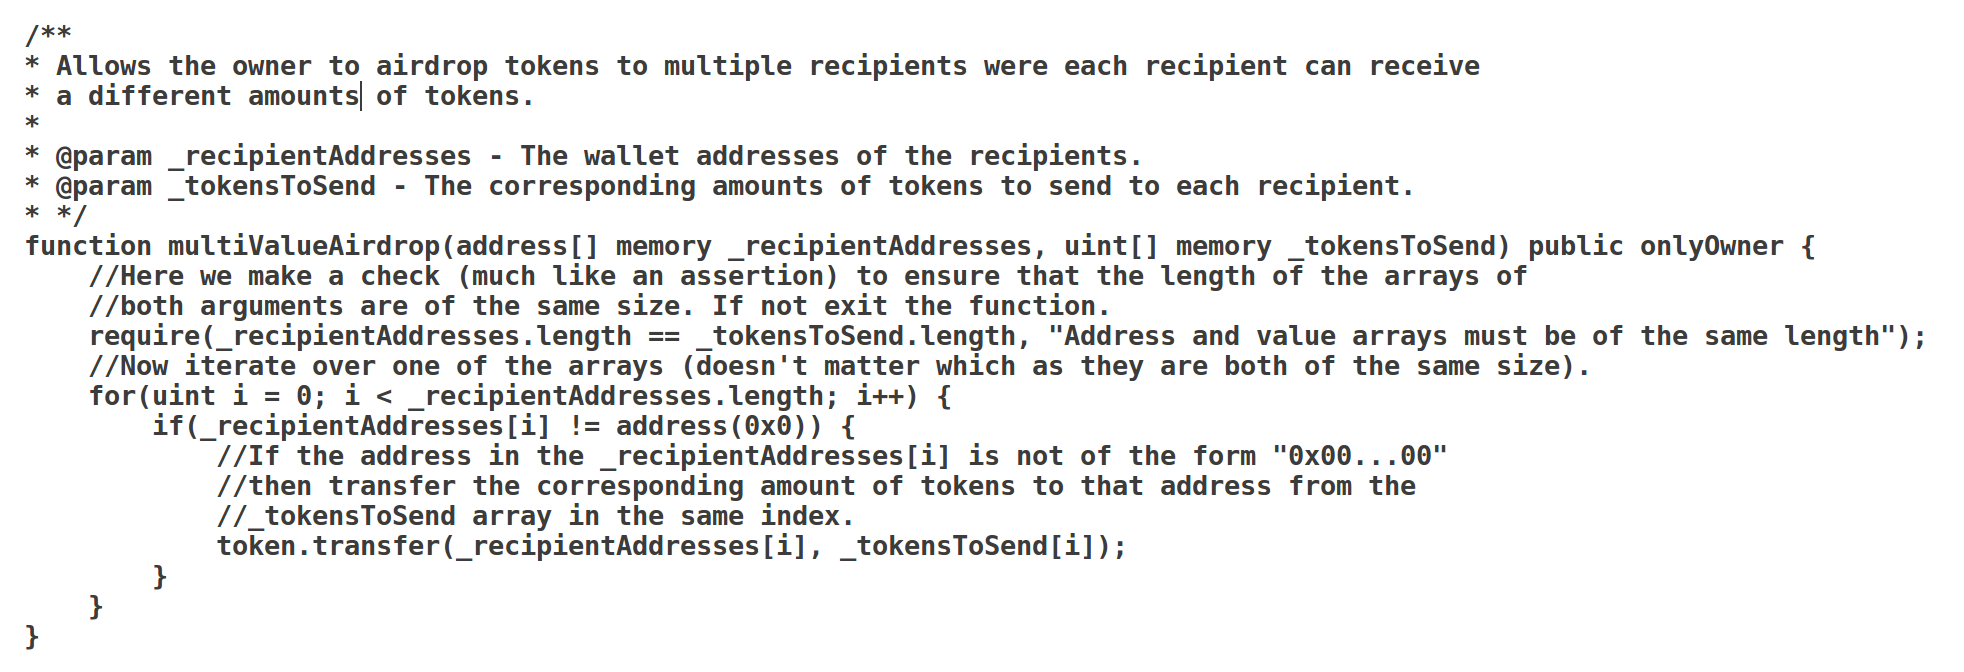 /**
* Allows the owner to airdrop tokens to multiple recipients were each recipient can receive
* a different amounts of tokens.
*
* @param _recipientAddresses - The wallet addresses of the recipients.
* @param _tokensToSend - The corresponding amounts of tokens to send to each recipient.
* */
function multiValueAirdrop(address[] memory _recipientAddresses, uint[] memory _tokensToSend) public onlyOwner {
    //Here we make a check (much like an assertion) to ensure that the length of the arrays of
    //both arguments are of the same size. If not exit the function.
    require(_recipientAddresses.length == _tokensToSend.length, "Address and value arrays must be of the same length");
    //Now iterate over one of the arrays (doesn't matter which as they are both of the same size).
    for(uint i = 0; i < _recipientAddresses.length; i++) {
        if(_recipientAddresses[i] != address(0x0)) {
            //If the address in the _recipientAddresses[i] is not of the form "0x00...00"
            //then transfer the corresponding amount of tokens to that address from the
            //_tokensToSend array in the same index.
            token.transfer(_recipientAddresses[i], _tokensToSend[i]);
        }
    }
}